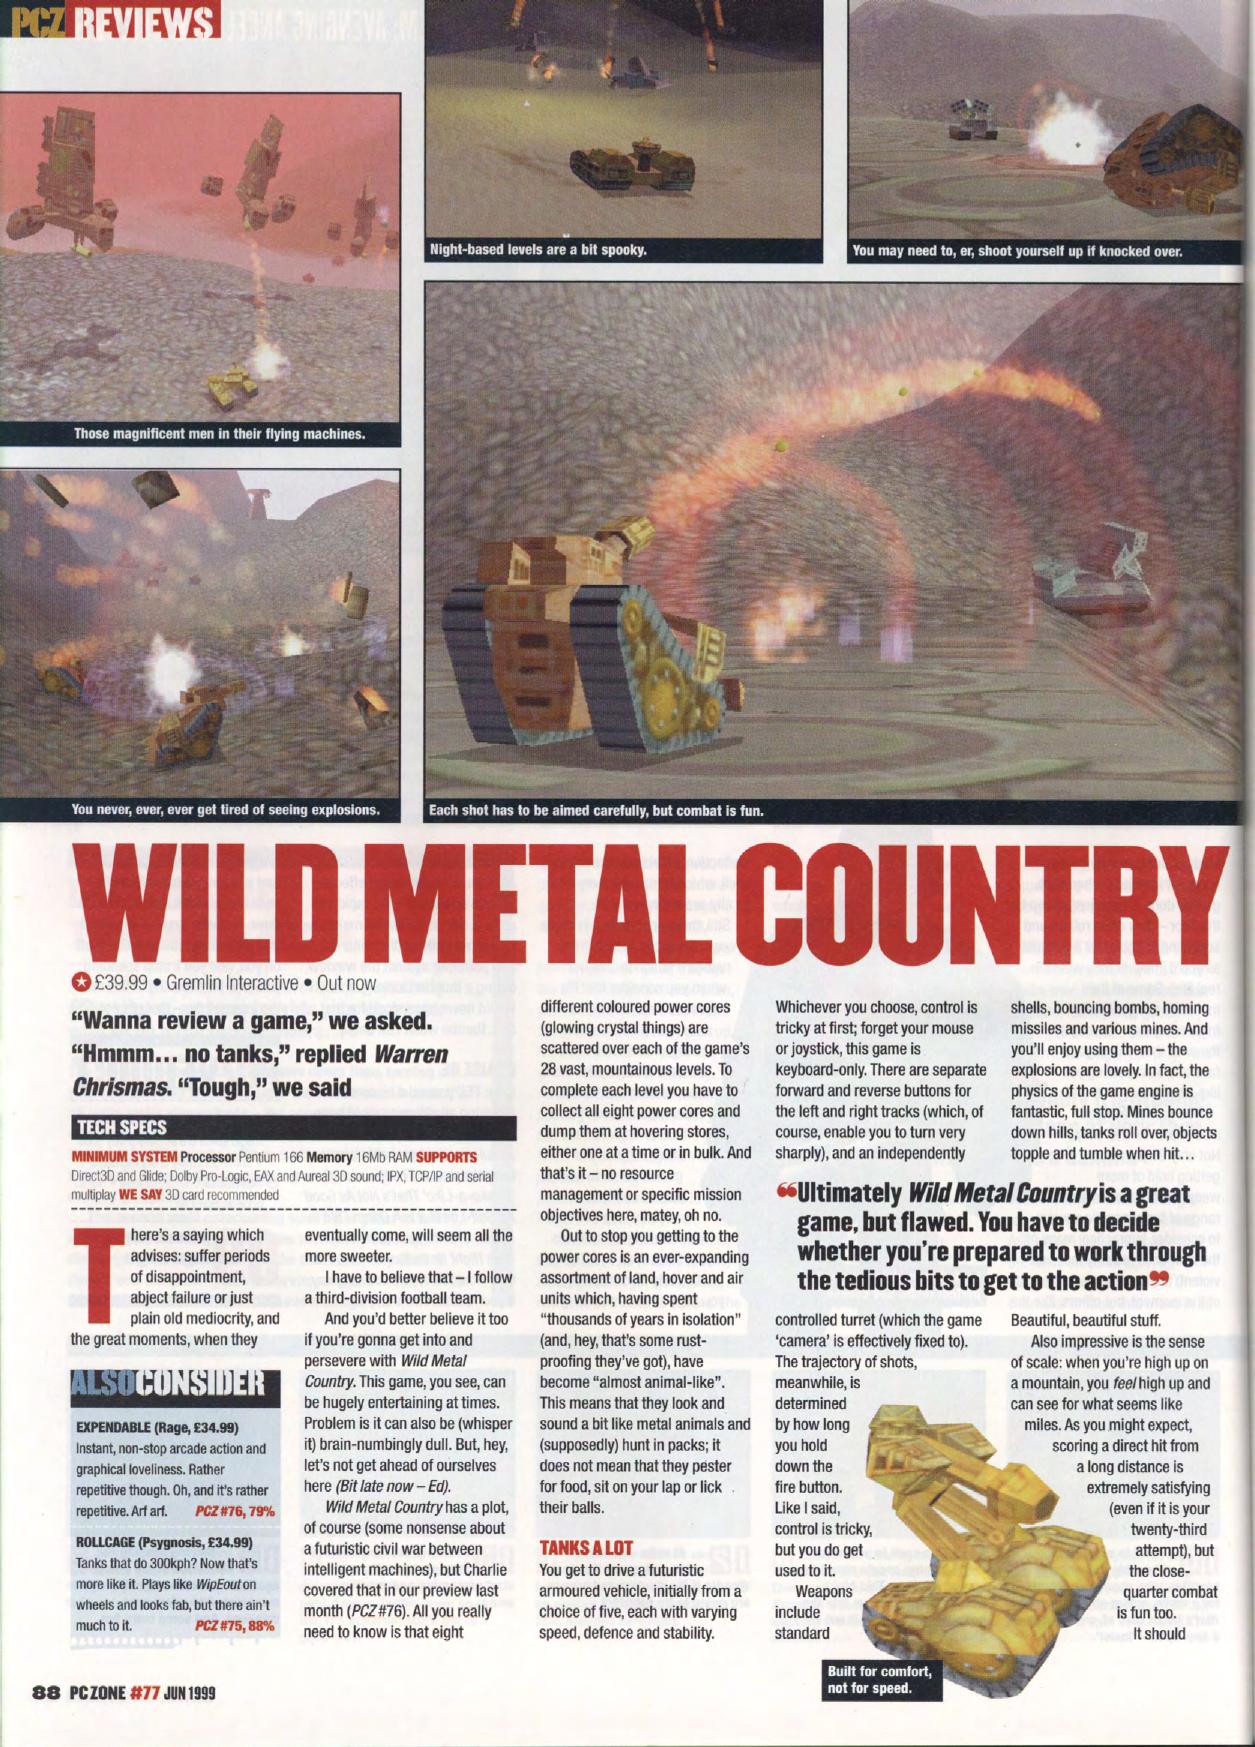 PCZ REVIEWS
Night-based levels are a bit spooky.
You may need to, er, shoot yourself up if knocked over.
Those magnificent men in their flying machines.
You never, ever, ever get tired of seeing explosions.
Each shot has to be aimed carefully, but combat is fun.
WILD METAL COUNTRY
£39.99 • Gremlin Interactive • Out now
“Wanna review a game,” we asked.
“Hmmm... no tanks,” replied Warren
Chrismas. “Tough,” we said
TECH SPECS
MINIMUM SYSTEM Processor Pentium 166 Memory 16Mb RAM SUPPORTS
Direct3D and Glide; Dolby Pro-Logic, EAX and Aureal 3D sound; IPX, TCP/IP and serial
multiplay WE SAY 3D card recommended
There’s a saying which
advises: suffer periods
of disappointment,
abject failure or just
plain old mediocrity, and
the great moments, when they
ALSO CONSIDER
EXPENDABLE (Rage, £34.99)
Instant, non-stop arcade action and
graphical loveliness. Rather
repetitive though. Oh, and it’s rather
repetitive. Arf arf. PCZ #76, 79%
ROLLCAGE (Psygnosis, £34.99)
Tanks that do 300kph? Now that’s
more like it. Plays like WipEout on
wheels and looks fab, but there ain’t
much to it. PCZ #75, 88%
eventually come, will seem all the
more sweeter.
I have to believe that – I follow
a third-division football team.
And you’d better believe it too
if you’re gonna get into and
persevere with Wild Metal
Country. This game, you see, can
be hugely entertaining at times.
Problem is it can also be (whisper
it) brain-numbingly dull. But, hey,
let’s not get ahead of ourselves
here (Bit late now – Ed).
Wild Metal Country has a plot,
of course (some nonsense about
a futuristic civil war between
intelligent machines), but Charlie
covered that in our preview last
month (PCZ #76). All you really
need to know is that eight
different coloured power cores
(glowing crystal things) are
scattered over each of the game’s
28 vast, mountainous levels. To
complete each level you have to
collect all eight power cores and
dump them at hovering stores,
either one at a time or in bulk. And
that’s it – no resource
management or specific mission
objectives here, matey, oh no.
Out to stop you getting to the
power cores is an ever-expanding
assortment of land, hover and air
units which, having spent
“thousands of years in isolation”
(and, hey, that’s some rust-
proofing they’ve got), have
become “almost animal-like”.
This means that they look and
sound a bit like metal animals and
(supposedly) hunt in packs; it
does not mean that they pester
for food, sit on your lap or lick
their balls.
TANKS A LOT
You get to drive a futuristic
armoured vehicle, initially from a
choice of five, each with varying
speed, defence and stability.
Whichever you choose, control is
tricky at first; forget your mouse
or joystick, this game is
keyboard-only. There are separate
forward and reverse buttons for
the left and right tracks (which, of
course, enable you to turn very
sharply), and an independently
“Ultimately Wild Metal Country is a great
game, but flawed. You have to decide
whether you’re prepared to work through
the tedious bits to get to the action”
controlled turret (which the game
‘camera’ is effectively fixed to).
The trajectory of shots,
meanwhile, is
determined
by how long
you hold
down the
fire button.
Like I said,
control is tricky,
but you do get
used to it.
Weapons
include
standard
shells, bouncing bombs, homing
missiles and various mines. And
you’ll enjoy using them – the
explosions are lovely. In fact, the
physics of the game engine is
fantastic, full stop. Mines bounce
down hills, tanks roll over, objects
topple and tumble when hit...
Beautiful, beautiful stuff.
Also impressive is the sense
of scale: when you’re high up on
a mountain, you feel high up and
can see for what seems like
miles. As you might expect,
scoring a direct hit from
a long distance is
extremely satisfying
(even if it is your
twenty-third
attempt), but
the close-
quarter combat
is fun too.
It should
Built for comfort,
not for speed.
88 PC ZONE #77 JUN 1999